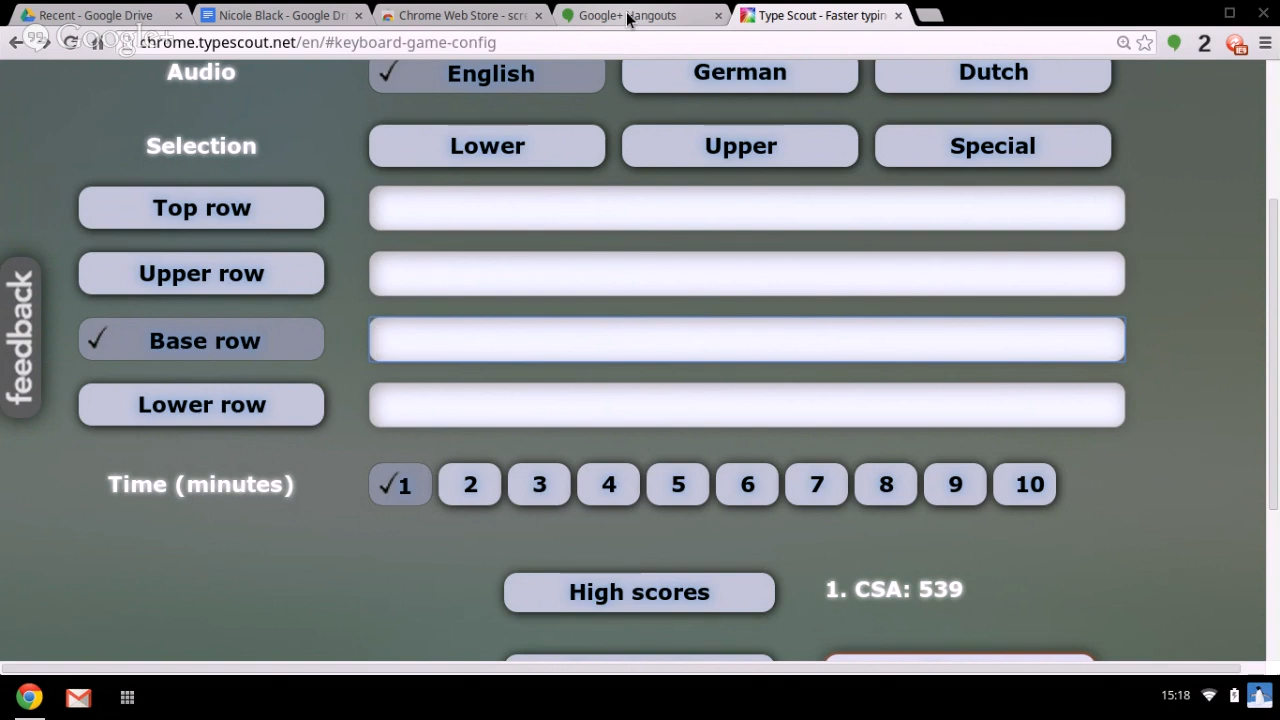 Recent - Google Drive
Nicole Black - Google Dri
Chrome Web Store - scre
Google+ Hangouts
Type Scout - Faster typin
Google+
chrome.typescout.net/en/#keyboard-game-config
2
Audio
✓ English
German
Dutch
Selection
Lower
Upper
Special
Top row
Upper row
✓ Base row
Lower row
feedback
Time (minutes)
✓1 2 3 4 5 6 7 8 9 10
High scores
1. CSA: 539
15:18